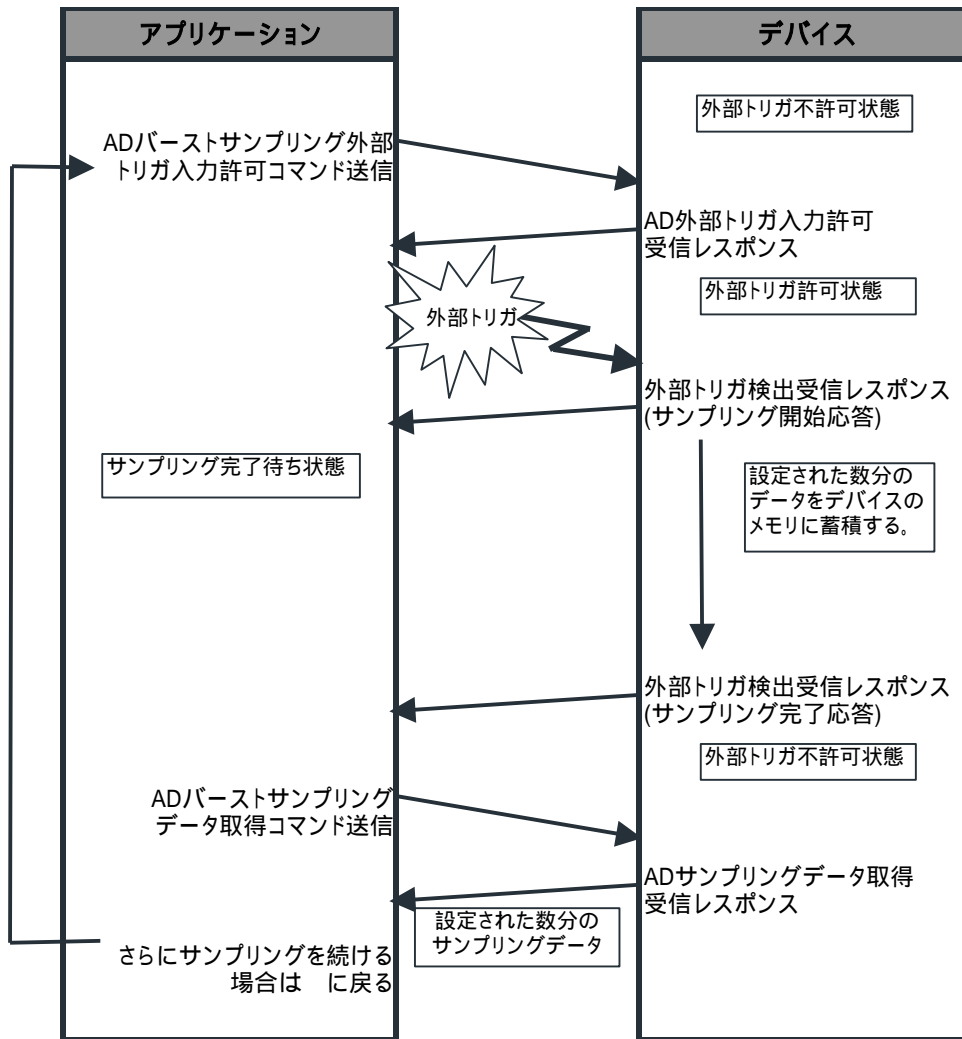 アプリケーション
デバイス
外部トリガ不許可状態
ADバーストサンプリング外部
トリガ入力許可コマンド送信
AD外部トリガ入力許可
受信レスポンス
外部トリガ許可状態
外部トリガ
外部トリガ検出受信レスポンス
(サンプリング開始応答)
サンプリング完了待ち状態
設定された数分の
データをデバイスの
メモリに蓄積する。
外部トリガ検出受信レスポンス
(サンプリング完了応答)
外部トリガ不許可状態
ADバーストサンプリング
データ取得コマンド送信
ADサンプリングデータ取得
受信レスポンス
設定された数分の
サンプリングデータ
さらにサンプリングを続ける
場合は　に戻る